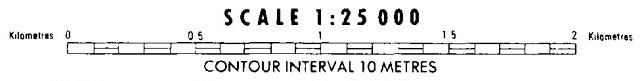 SCALE 1:25 000
Kilometres 0 0 5 1 1 5 2 Kilometres
CONTOUR INTERVAL 10 METRES